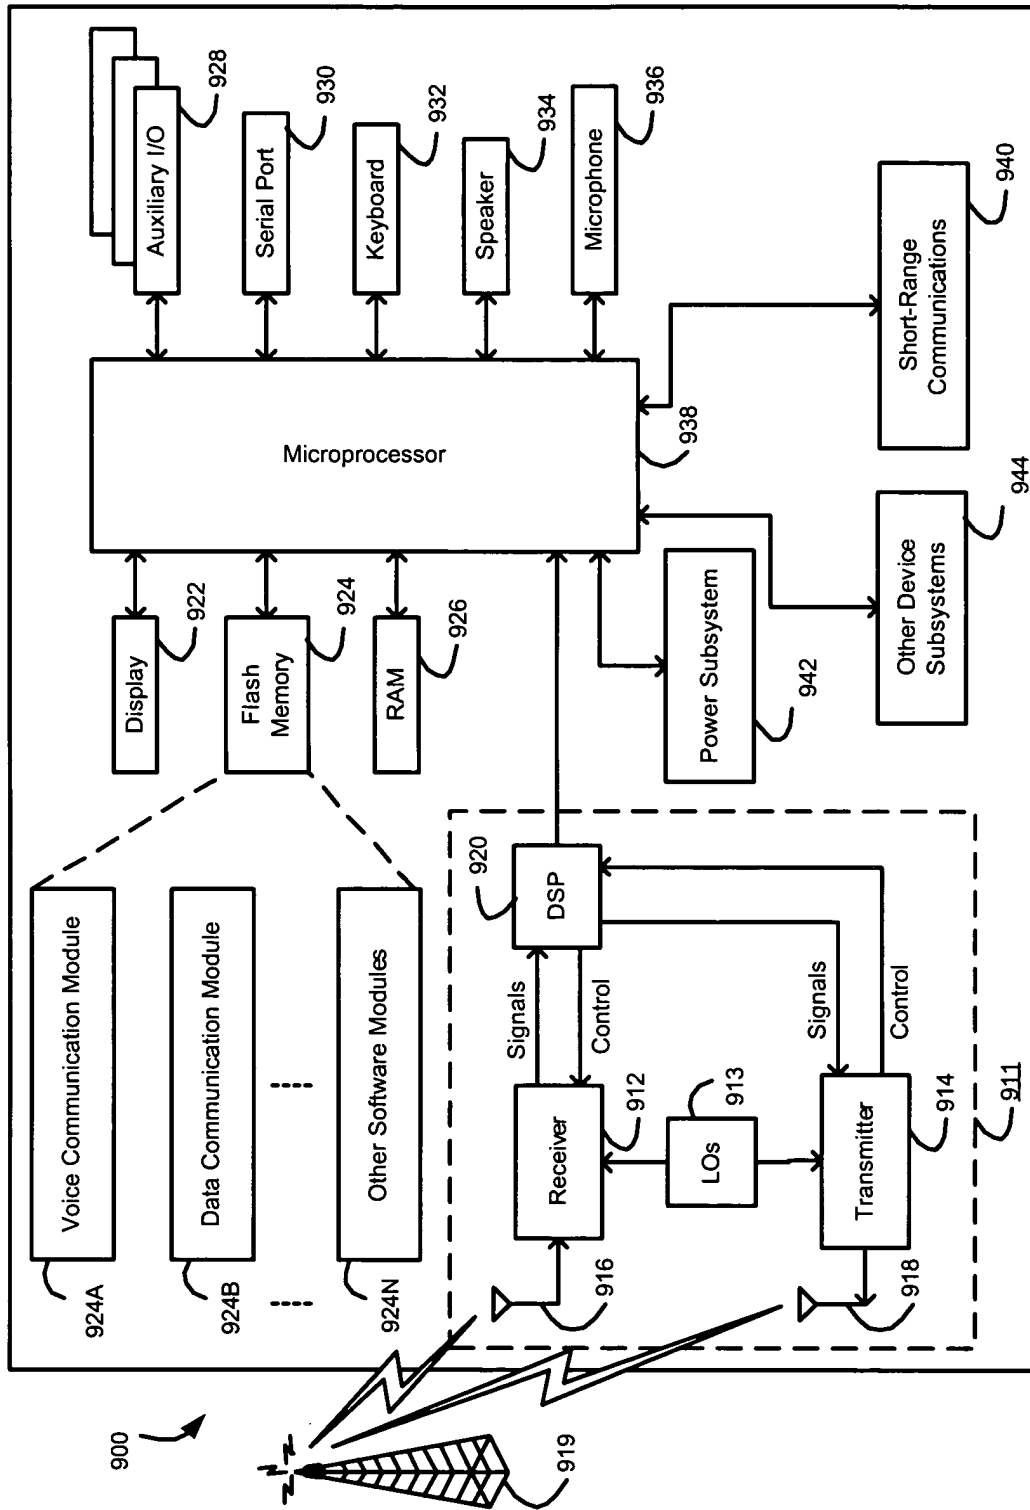 900
919
Voice Communication Module
924A
Data Communication Module
924B
Other Software Modules
924N
Display
922
Flash
Memory
924
RAM
926
Microprocessor
938
Auxiliary I/O
928
Serial Port
930
Keyboard
932
Speaker
934
Microphone
936
Short-Range
Communications
940
Other Device
Subsystems
944
Power Subsystem
942
DSP
920
Signals
Control
Receiver
912
916
LOs
913
Signals
Control
Transmitter
914
918
911